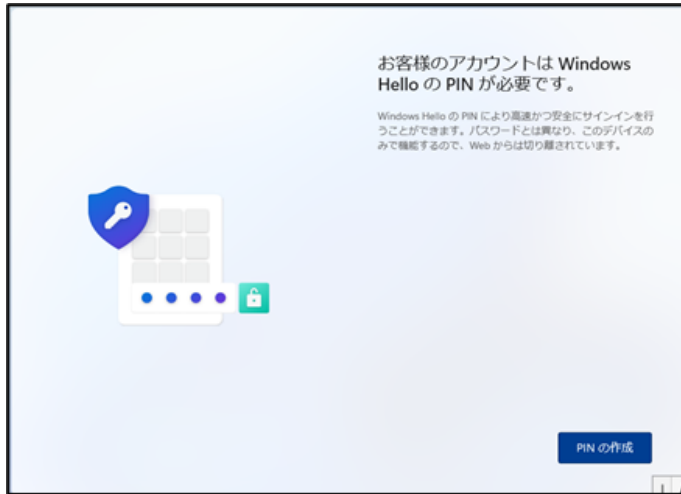 お客様のアカウントは Windows
Hello の PIN が必要です。
Windows Hello の PIN により高速かつ安全にサインインを行
うことができます。パスワードとは異なり、このデバイスの
みで機能するので、Web からは切り離されています。
PIN の作成